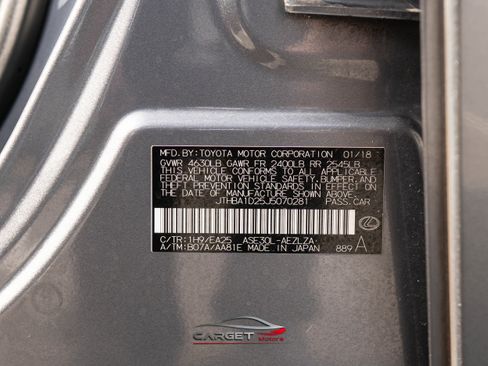 MFD. BY: TOYOTA MOTOR CORPORATION 01/18
GVWR 4630LB GAWR FR 2400LB RR 2545LB
THIS VEHICLE CONFORMS TO ALL APPLICABLE
FEDERAL MOTOR VEHICLE SAFETY, BUMPER, AND
THEFT PREVENTION STANDARDS IN EFFECT ON
THE DATE OF MANUFACTURE SHOWN ABOVE.
JTHBA1D25J5070281 PASS. CAR
C/TR: 1H9/EA25 ASE30L-AEZLZA
A/TM: B07A/AA81E MADE IN JAPAN 889 A
CARGET
Motors